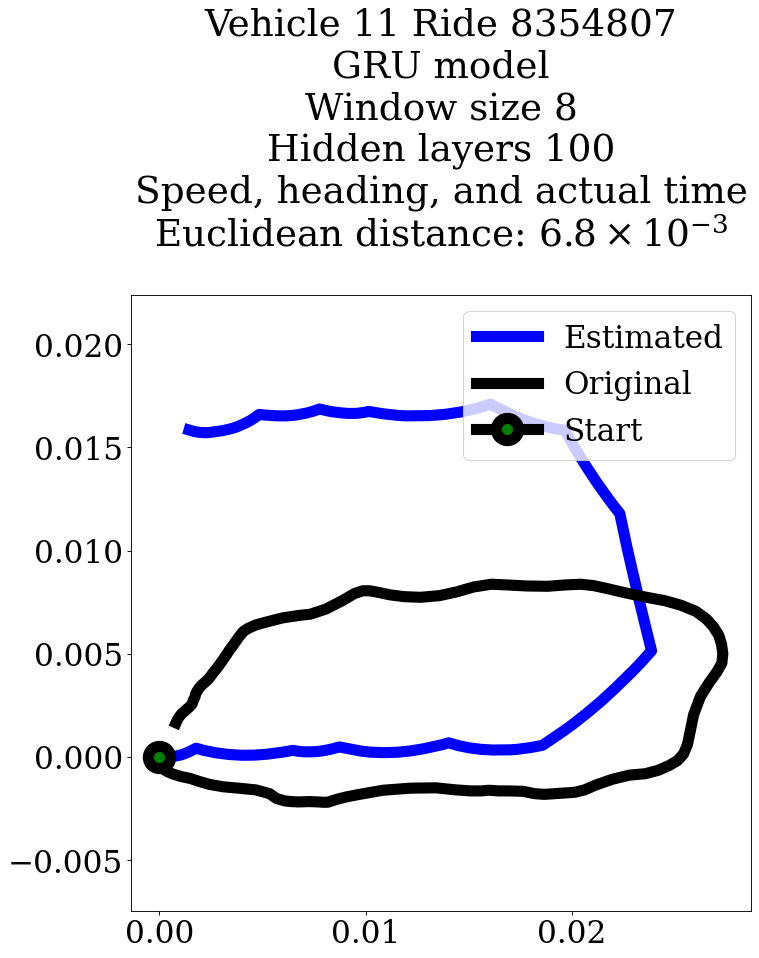 Vehicle 11 Ride 8354807
GRU model
Window size 8
Hidden layers 100
Speed, heading, and actual time
Euclidean distance: 6.8 × 10⁻³
Estimated
Original
Start
0.020
0.015
0.010
0.005
0.000
−0.005
0.00 0.01 0.02